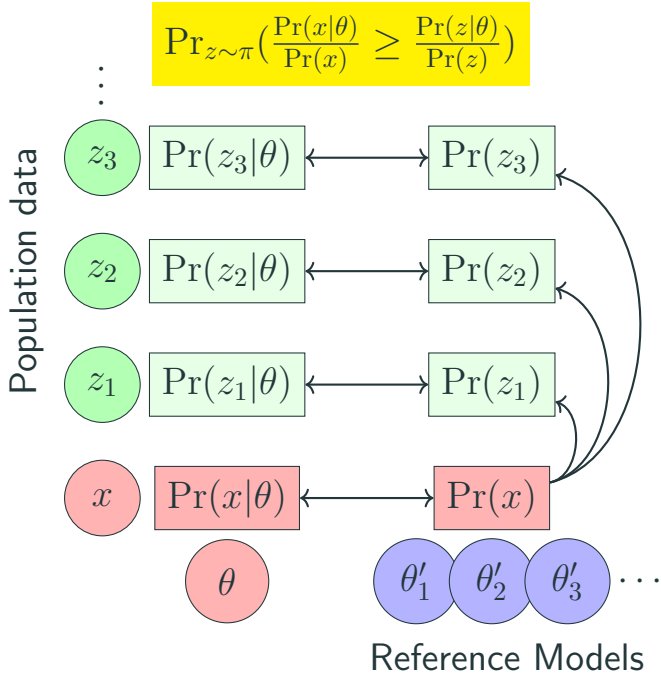 Pr_{z∼π}(Pr(x|θ)/Pr(x) ≥ Pr(z|θ)/Pr(z))
⋮
z₃ Pr(z₃|θ) Pr(z₃)
z₂ Pr(z₂|θ) Pr(z₂)
z₁ Pr(z₁|θ) Pr(z₁)
x Pr(x|θ) Pr(x)
θ θ′₁ θ′₂ θ′₃ ⋯
Population data
Reference Models